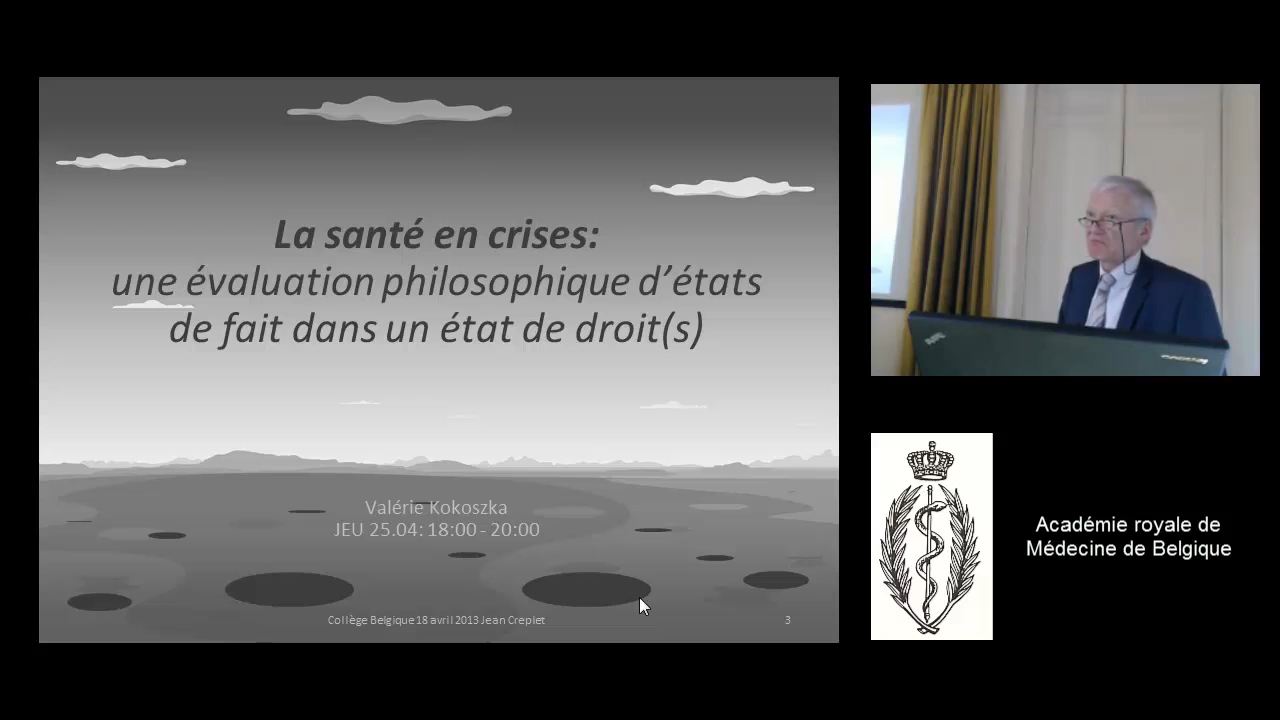 La santé en crises:
une évaluation philosophique d’états
de fait dans un état de droit(s)
Valérie Kokoszka
JEU 25.04: 18:00 - 20:00
Collège Belgique 18 avril 2013 Jean Creplet
3
Académie royale de
Médecine de Belgique